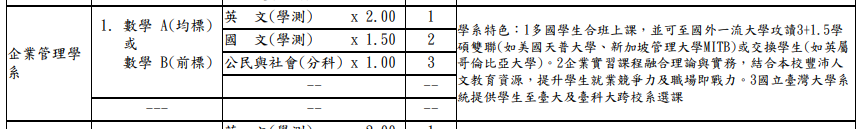 企業管理學系
1. 數學 A(均標)
或
數學 B(前標)
---
---
英　文(學測)　x 2.00　1
國　文(學測)　x 1.50　2
公民與社會(分科) x 1.00　3
--　--
--　--
學系特色：1多國學生合班上課，並可至國外一流大學攻讀3+1.5學
碩雙聯(如美國天普大學、新加坡管理大學MITB)或交換學生(如英屬
哥倫比亞大學)。2企業實習課程融合理論與實務，結合本校豐沛人
文教育資源，提升學生就業競爭力及職場即戰力。3國立臺灣大學系
統提供學生至臺大及臺科大跨校系選課